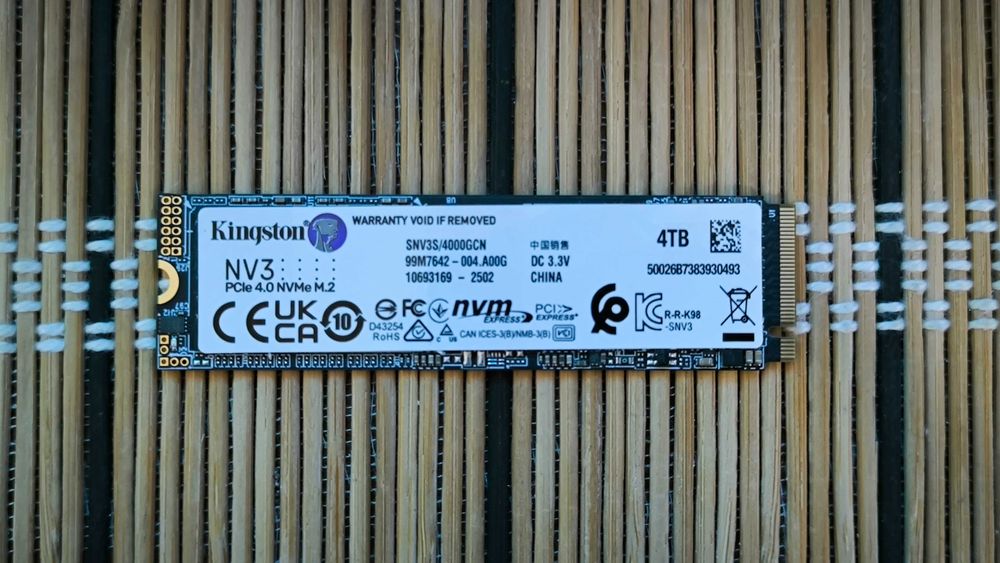 Kingston
WARRANTY VOID IF REMOVED
NV3
PCIe 4.0 NVMe M.2
SNV3S/4000GCN
99M7642 - 004.A00G
10693169 - 2502
中国销售
DC 3.3V
CHINA
4TB
50026B7383930493
CE UKCA 10 FC nvm EXPRESS PCI EXPRESS
D43254
RoHS
CAN ICES-3(B)/NMB-3(B)
R-R-K98
-SNV3